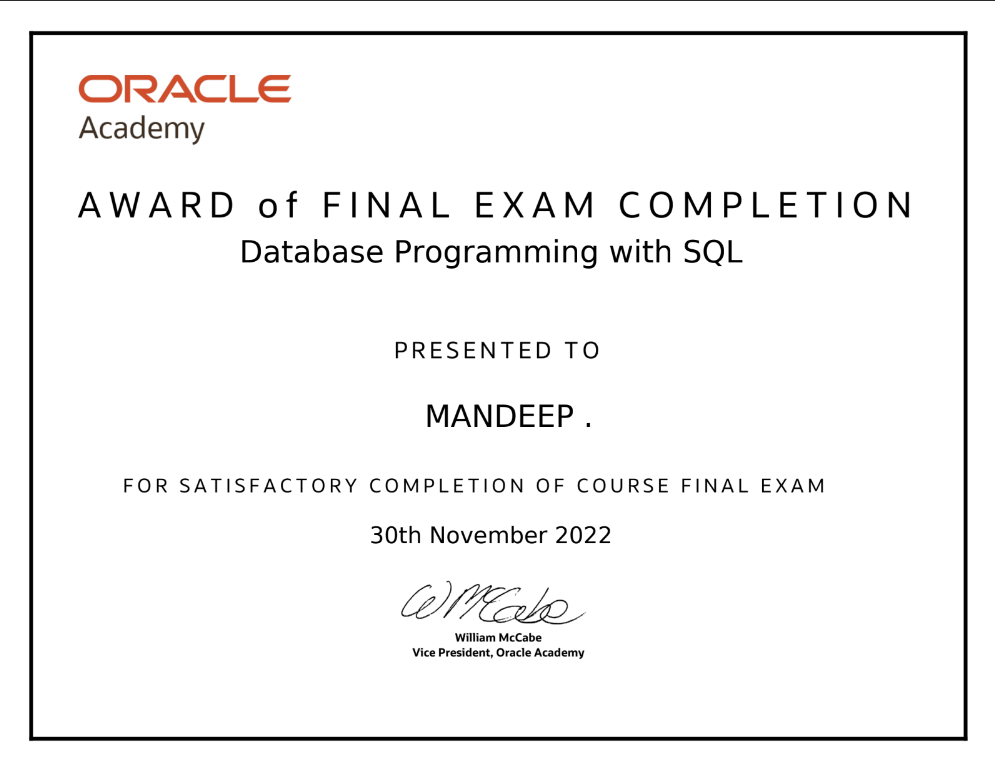 ORACLE
Academy
AWARD of FINAL EXAM COMPLETION
Database Programming with SQL
PRESENTED TO
MANDEEP .
FOR SATISFACTORY COMPLETION OF COURSE FINAL EXAM
30th November 2022
WMcCabe
William McCabe
Vice President, Oracle Academy